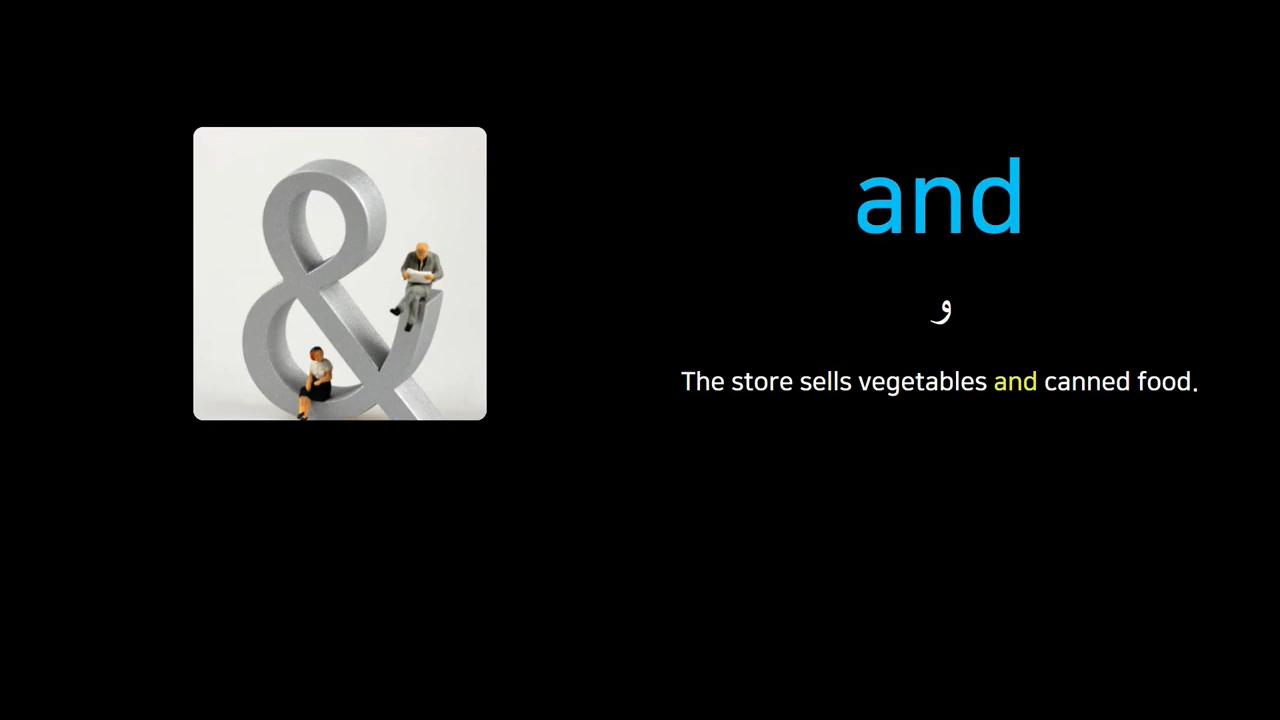 and
و
The store sells vegetables and canned food.